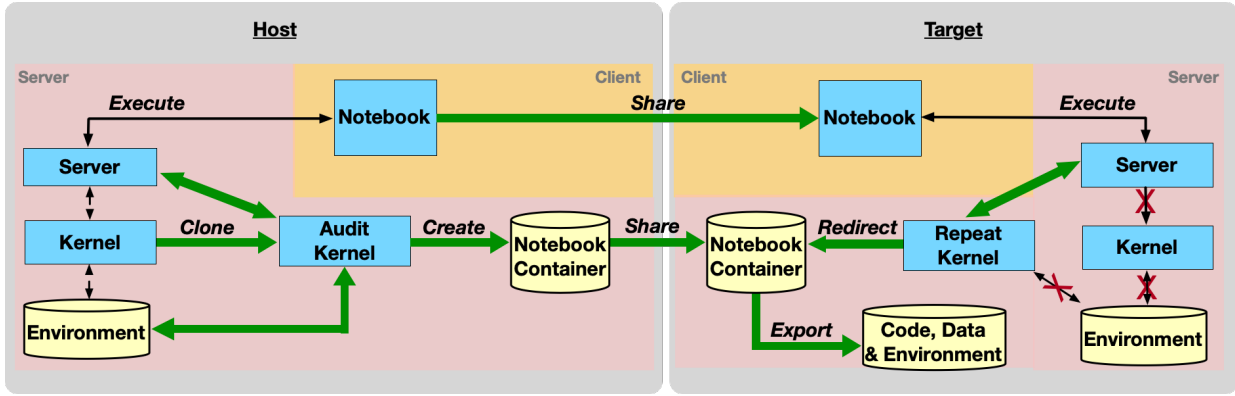 Host
Target
Server
Client
Client
Server
Execute
Share
Execute
Notebook
Notebook
Server
Server
Kernel
Clone
Audit
Kernel
Create
Notebook
Container
Share
Notebook
Container
Redirect
Repeat
Kernel
Kernel
Environment
Export
Code, Data
& Environment
Environment